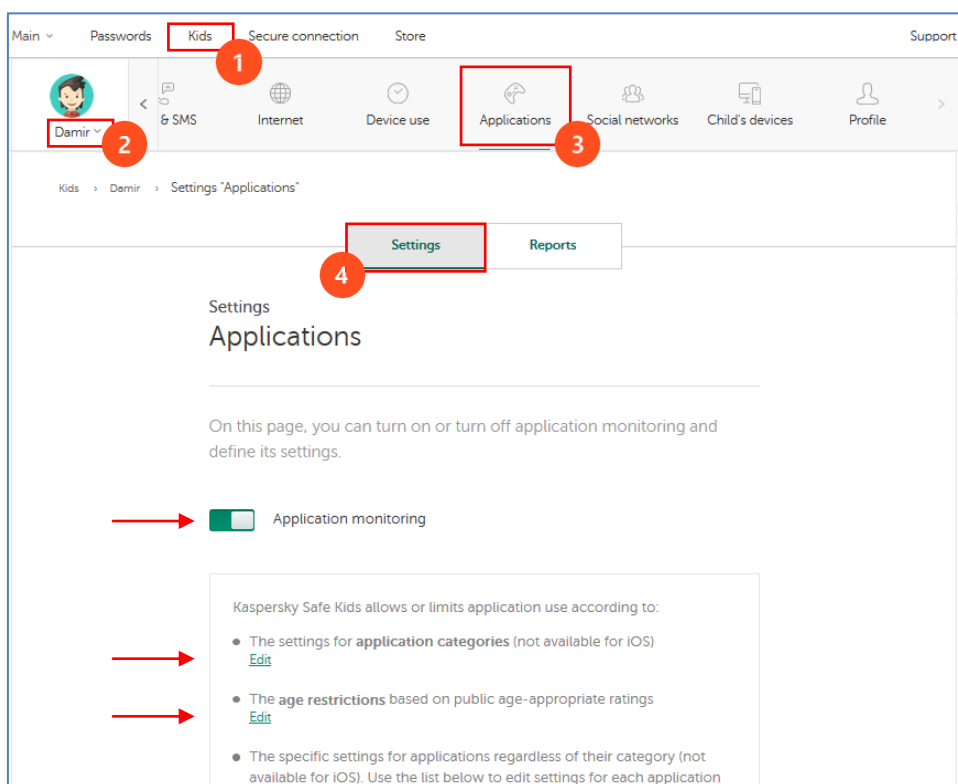 Main Passwords Kids Secure connection Store Support
1
& SMS Internet Device use Applications Social networks Child's devices Profile
Damir
2
3
Kids › Damir › Settings "Applications"
Settings Reports
4
Settings
Applications
On this page, you can turn on or turn off application monitoring and
define its settings.
Application monitoring
Kaspersky Safe Kids allows or limits application use according to:
● The settings for application categories (not available for iOS)
Edit
● The age restrictions based on public age-appropriate ratings
Edit
● The specific settings for applications regardless of their category (not
available for iOS). Use the list below to edit settings for each application